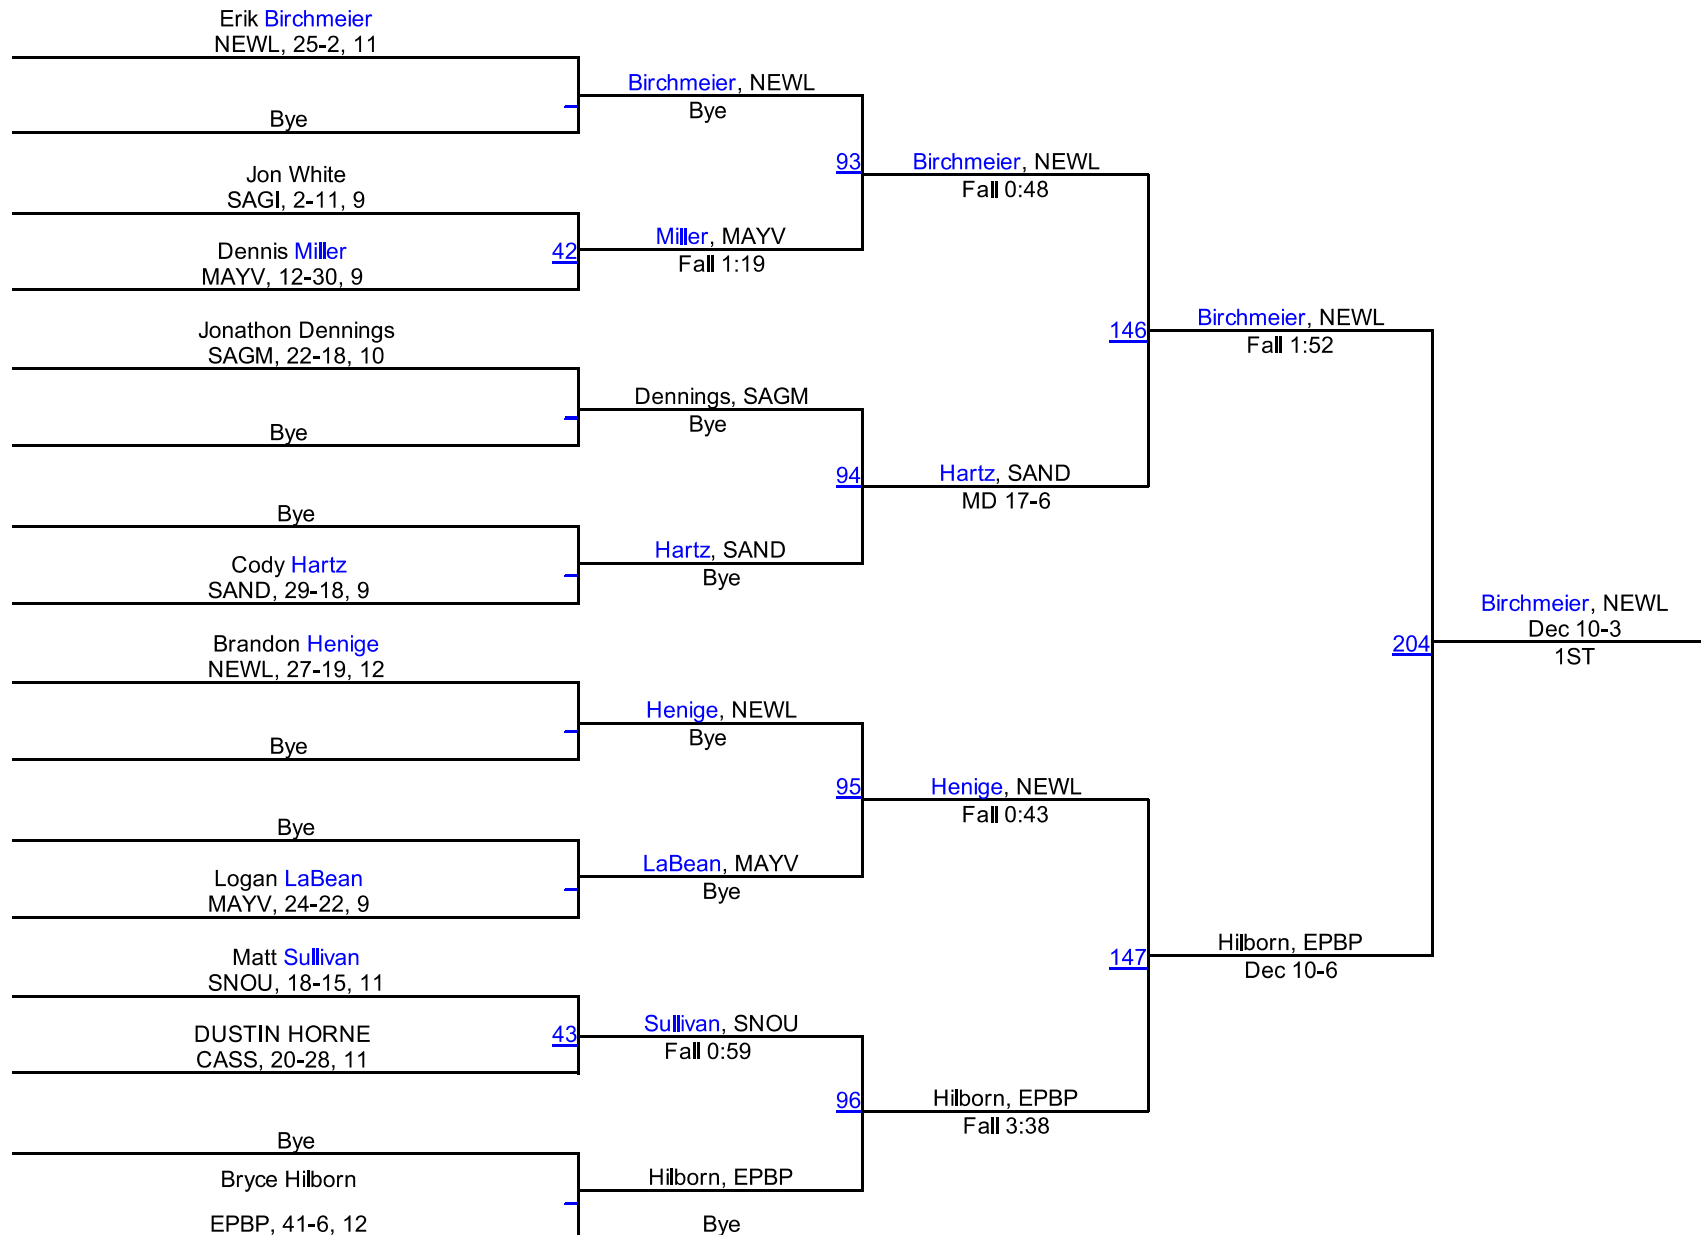 Erik Birchmeier
NEWL, 25-2, 11
Bye
Jon White
SAGI, 2-11, 9
Dennis Miller
MAYV, 12-30, 9
Jonathon Dennings
SAGM, 22-18, 10
Bye
Bye
Cody Hartz
SAND, 29-18, 9
Brandon Henige
NEWL, 27-19, 12
Bye
Bye
Logan LaBean
MAYV, 24-22, 9
Matt Sullivan
SNOU, 18-15, 11
DUSTIN HORNE
CASS, 20-28, 11
Bye
Bryce Hilborn
EPBP, 41-6, 12
42
43
Birchmeier, NEWL
Bye
Miller, MAYV
Fall 1:19
Dennings, SAGM
Bye
Hartz, SAND
Bye
Henige, NEWL
Bye
LaBean, MAYV
Bye
Sullivan, SNOU
Fall 0:59
Hilborn, EPBP
Bye
93
94
95
96
Birchmeier, NEWL
Fall 0:48
Hartz, SAND
MD 17-6
Henige, NEWL
Fall 0:43
Hilborn, EPBP
Fall 3:38
146
147
Birchmeier, NEWL
Fall 1:52
Hilborn, EPBP
Dec 10-6
204
Birchmeier, NEWL
Dec 10-3
1ST